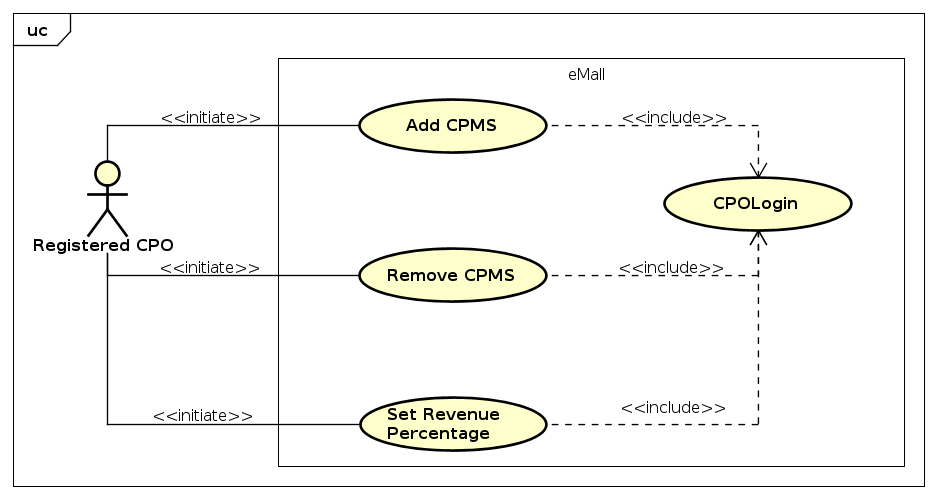 uc
eMall
<<initiate>>
Add CPMS
<<include>>
CPOLogin
Registered CPO
<<initiate>>
Remove CPMS
<<include>>
<<initiate>>
Set Revenue
Percentage
<<include>>